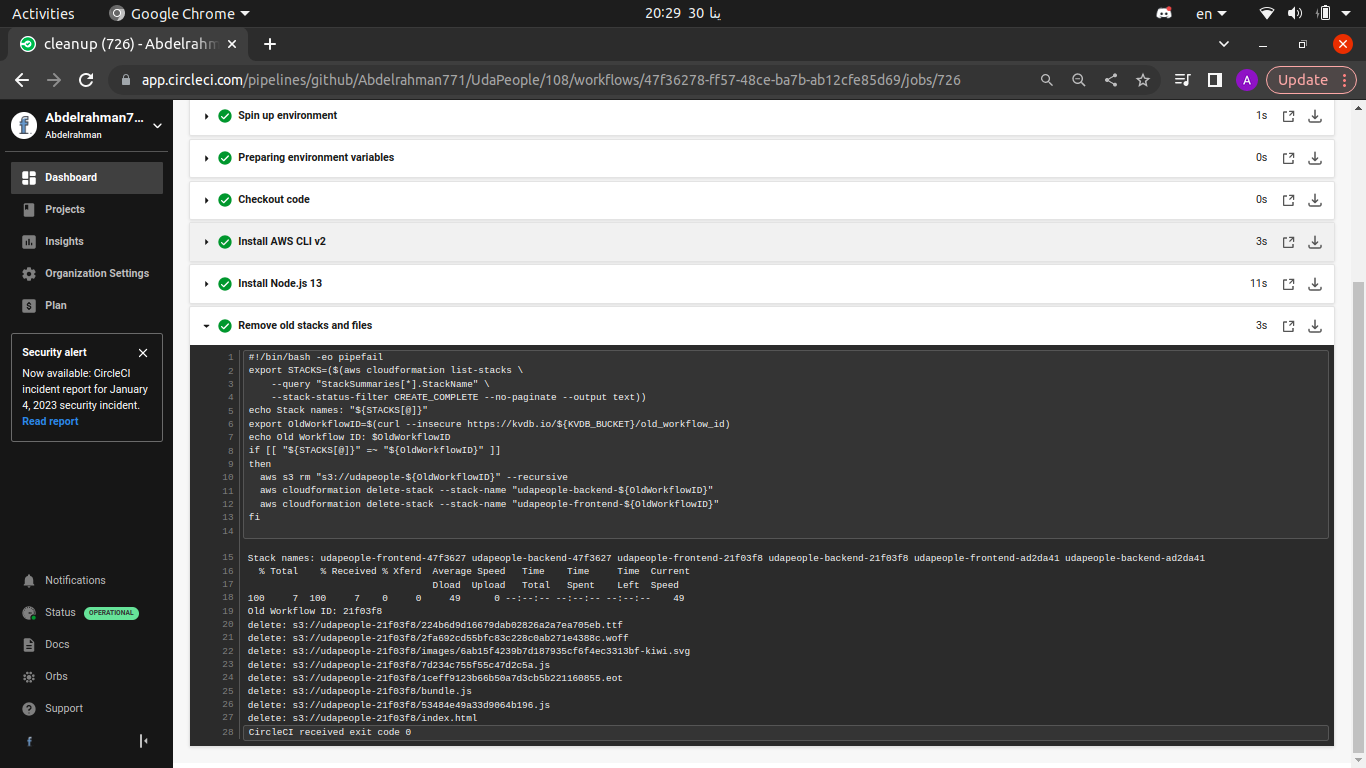 Activities
Google Chrome
20:29 30 ينا
en
cleanup (726) - Abdelrahm
app.circleci.com/pipelines/github/Abdelrahman771/UdaPeople/108/workflows/47f36278-ff57-48ce-ba7b-ab12cfe85d69/jobs/726
A
Update
Abdelrahman7...
Abdelrahman
Dashboard
Projects
Insights
Organization Settings
Plan
Security alert
Now available: CircleCI
incident report for January
4, 2023 security incident.
Read report
Notifications
Status OPERATIONAL
Docs
Orbs
Support
Spin up environment 1s
Preparing environment variables 0s
Checkout code 0s
Install AWS CLI v2 3s
Install Node.js 13 11s
Remove old stacks and files 3s
1 #!/bin/bash -eo pipefail
2 export STACKS=($(aws cloudformation list-stacks \
3 --query "StackSummaries[*].StackName" \
4 --stack-status-filter CREATE_COMPLETE --no-paginate --output text))
5 echo Stack names: "${STACKS[@]}"
6 export OldWorkflowID=$(curl --insecure https://kvdb.io/${KVDB_BUCKET}/old_workflow_id)
7 echo Old Workflow ID: $OldWorkflowID
8 if [[ "${STACKS[@]}" =~ "${OldWorkflowID}" ]]
9 then
10 aws s3 rm "s3://udapeople-${OldWorkflowID}" --recursive
11 aws cloudformation delete-stack --stack-name "udapeople-backend-${OldWorkflowID}"
12 aws cloudformation delete-stack --stack-name "udapeople-frontend-${OldWorkflowID}"
13 fi
14
15 Stack names: udapeople-frontend-47f3627 udapeople-backend-47f3627 udapeople-frontend-21f03f8 udapeople-backend-21f03f8 udapeople-frontend-ad2da41 udapeople-backend-ad2da41
16 % Total % Received % Xferd Average Speed Time Time Time Current
17 Dload Upload Total Spent Left Speed
18 100 7 100 7 0 0 49 0 --:--:-- --:--:-- --:--:-- 49
19 Old Workflow ID: 21f03f8
20 delete: s3://udapeople-21f03f8/224b6d9d16679dab02826a2a7ea705eb.ttf
21 delete: s3://udapeople-21f03f8/2fa692cd55bfc83c228c0ab271e4388c.woff
22 delete: s3://udapeople-21f03f8/images/6ab15f4239b7d187935cf6f4ec3313bf-kiwi.svg
23 delete: s3://udapeople-21f03f8/7d234c755f55c47d2c5a.js
24 delete: s3://udapeople-21f03f8/1ceff9123b66b50a7d3cb5b221160855.eot
25 delete: s3://udapeople-21f03f8/bundle.js
26 delete: s3://udapeople-21f03f8/53484e49a33d9064b196.js
27 delete: s3://udapeople-21f03f8/index.html
28 CircleCI received exit code 0